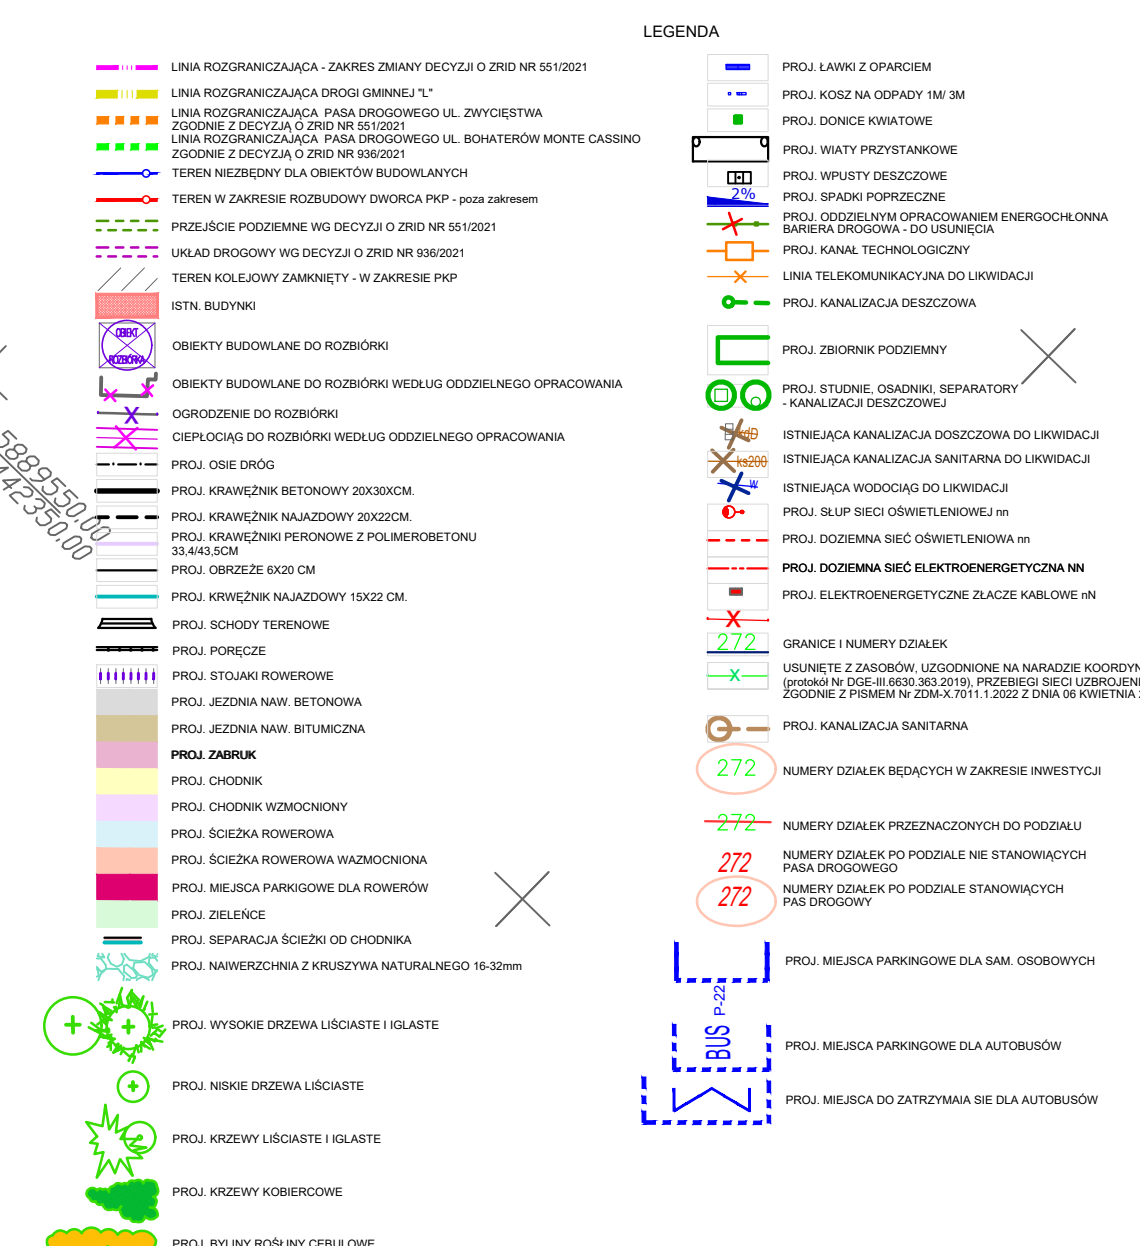 LEGENDA
LINIA ROZGRANICZAJĄCA - ZAKRES ZMIANY DECYZJI O ZRID NR 551/2021
LINIA ROZGRANICZAJĄCA DROGI GMINNEJ "L"
LINIA ROZGRANICZAJĄCA PASA DROGOWEGO UL. ZWYCIĘSTWA
ZGODNIE Z DECYZJĄ O ZRID NR 551/2021
LINIA ROZGRANICZAJĄCA PASA DROGOWEGO UL. BOHATERÓW MONTE CASSINO
ZGODNIE Z DECYZJĄ O ZRID NR 936/2021
TEREN NIEZBĘDNY DLA OBIEKTÓW BUDOWLANYCH
TEREN W ZAKRESIE ROZBUDOWY DWORCA PKP - poza zakresem
PRZEJŚCIE PODZIEMNE WG DECYZJI O ZRID NR 551/2021
UKŁAD DROGOWY WG DECYZJI O ZRID NR 936/2021
TEREN KOLEJOWY ZAMKNIĘTY - W ZAKRESIE PKP
ISTN. BUDYNKI
OBIEKT
ROZBIÓRKA
OBIEKTY BUDOWLANE DO ROZBIÓRKI
OBIEKTY BUDOWLANE DO ROZBIÓRKI WEDŁUG ODDZIELNEGO OPRACOWANIA
OGRODZENIE DO ROZBIÓRKI
CIEPŁOCIĄG DO ROZBIÓRKI WEDŁUG ODDZIELNEGO OPRACOWANIA
5889550,00
442350,00
PROJ. OSIE DRÓG
PROJ. KRAWĘŻNIK BETONOWY 20X30XCM.
PROJ. KRAWĘŻNIK NAJAZDOWY 20X22CM.
PROJ. KRAWĘŻNIKI PERONOWE Z POLIMEROBETONU
33,4/43,5CM
PROJ. OBRZEŻE 6X20 CM
PROJ. KRWĘŻNIK NAJAZDOWY 15X22 CM.
PROJ. SCHODY TERENOWE
PROJ. PORĘCZE
PROJ. STOJAKI ROWEROWE
PROJ. JEZDNIA NAW. BETONOWA
PROJ. JEZDNIA NAW. BITUMICZNA
PROJ. ZABRUK
PROJ. CHODNIK
PROJ. CHODNIK WZMOCNIONY
PROJ. ŚCIEŻKA ROWEROWA
PROJ. ŚCIEŻKA ROWEROWA WAZMOCNIONA
PROJ. MIEJSCA PARKIGOWE DLA ROWERÓW
PROJ. ZIELEŃCE
PROJ. SEPARACJA ŚCIEŻKI OD CHODNIKA
PROJ. NAIWERZCHNIA Z KRUSZYWA NATURALNEGO 16-32mm
PROJ. WYSOKIE DRZEWA LIŚCIASTE I IGLASTE
PROJ. NISKIE DRZEWA LIŚCIASTE
PROJ. KRZEWY LIŚCIASTE I IGLASTE
PROJ. KRZEWY KOBIERCOWE
PROJ. BYLINY ROŚLINY CEBULOWE
PROJ. ŁAWKI Z OPARCIEM
PROJ. KOSZ NA ODPADY 1M/ 3M
PROJ. DONICE KWIATOWE
PROJ. WIATY PRZYSTANKOWE
PROJ. WPUSTY DESZCZOWE
2%
PROJ. SPADKI POPRZECZNE
PROJ. ODDZIELNYM OPRACOWANIEM ENERGOCHŁONNA
BARIERA DROGOWA - DO USUNIĘCIA
PROJ. KANAŁ TECHNOLOGICZNY
LINIA TELEKOMUNIKACYJNA DO LIKWIDACJI
PROJ. KANALIZACJA DESZCZOWA
PROJ. ZBIORNIK PODZIEMNY
PROJ. STUDNIE, OSADNIKI, SEPARATORY
- KANALIZACJI DESZCZOWEJ
kdD
ISTNIEJĄCA KANALIZACJA DOSZCZOWA DO LIKWIDACJI
ks200
ISTNIEJĄCA KANALIZACJA SANITARNA DO LIKWIDACJI
w
ISTNIEJĄCA WODOCIĄG DO LIKWIDACJI
PROJ. SŁUP SIECI OŚWIETLENIOWEJ nn
PROJ. DOZIEMNA SIEĆ OŚWIETLENIOWA nn
PROJ. DOZIEMNA SIEĆ ELEKTROENERGETYCZNA NN
PROJ. ELEKTROENERGETYCZNE ZŁACZE KABLOWE nN
272
GRANICE I NUMERY DZIAŁEK
USUNIĘTE Z ZASOBÓW, UZGODNIONE NA NARADZIE KOORDYN
(protokół Nr DGE-III.6630.363.2019), PRZEBIEGI SIECI UZBROJENI
ZGODNIE Z PISMEM Nr ZDM-X.7011.1.2022 Z DNIA 06 KWIETNIA
PROJ. KANALIZACJA SANITARNA
272
NUMERY DZIAŁEK BĘDĄCYCH W ZAKRESIE INWESTYCJI
272
NUMERY DZIAŁEK PRZEZNACZONYCH DO PODZIAŁU
272
NUMERY DZIAŁEK PO PODZIALE NIE STANOWIĄCYCH
PASA DROGOWEGO
272
NUMERY DZIAŁEK PO PODZIALE STANOWIĄCYCH
PAS DROGOWY
PROJ. MIEJSCA PARKINGOWE DLA SAM. OSOBOWYCH
P-22
BUS
PROJ. MIEJSCA PARKINGOWE DLA AUTOBUSÓW
PROJ. MIEJSCA DO ZATRZYMAIA SIE DLA AUTOBUSÓW